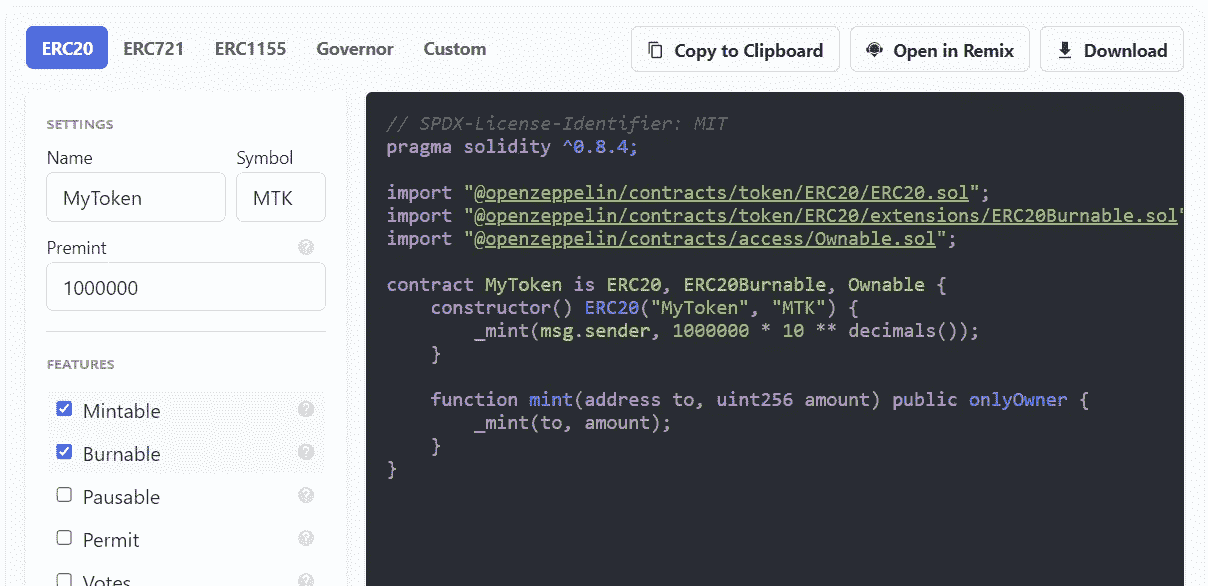 ERC20 ERC721 ERC1155 Governor Custom Copy to Clipboard Open in Remix Download
SETTINGS
Name Symbol
MyToken MTK
Premint ?
1000000
FEATURES
Mintable ?
Burnable ?
Pausable ?
Permit ?
Votes ?
// SPDX-License-Identifier: MIT
pragma solidity ^0.8.4;
import "@openzeppelin/contracts/token/ERC20/ERC20.sol";
import "@openzeppelin/contracts/token/ERC20/extensions/ERC20Burnable.sol"
import "@openzeppelin/contracts/access/Ownable.sol";
contract MyToken is ERC20, ERC20Burnable, Ownable {
constructor() ERC20("MyToken", "MTK") {
_mint(msg.sender, 1000000 * 10 ** decimals());
}
function mint(address to, uint256 amount) public onlyOwner {
_mint(to, amount);
}
}